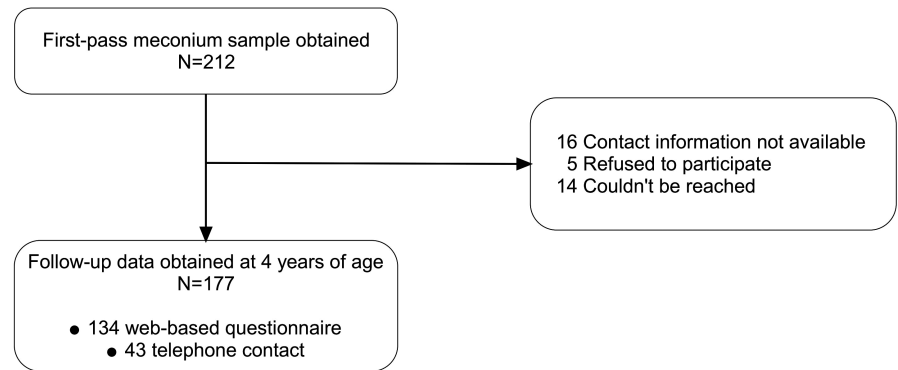 First-pass meconium sample obtained
N=212
16 Contact information not available
5 Refused to participate
14 Couldn't be reached
Follow-up data obtained at 4 years of age
N=177
● 134 web-based questionnaire
● 43 telephone contact